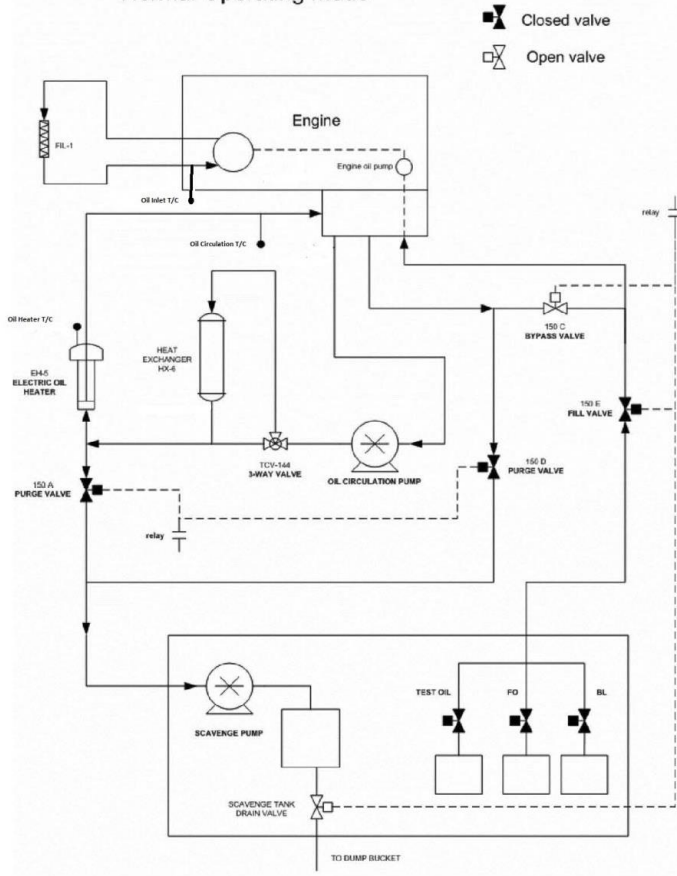 Closed valve
Open valve
Engine
FIL-1
Engine oil pump
Oil Inlet T/C
relay
Oil Circulation T/C
Oil Heater T/C
HEAT
EXCHANGER
HX-6
150 C
BYPASS VALVE
EH-5
ELECTRIC OIL
HEATER
150 E
FILL VALVE
TCV-144
3-WAY VALVE
OIL CIRCULATION PUMP
150 D
PURGE VALVE
150 A
PURGE VALVE
relay
TEST OIL
FO
BL
SCAVENGE PUMP
SCAVENGE TANK
DRAIN VALVE
TO DUMP BUCKET